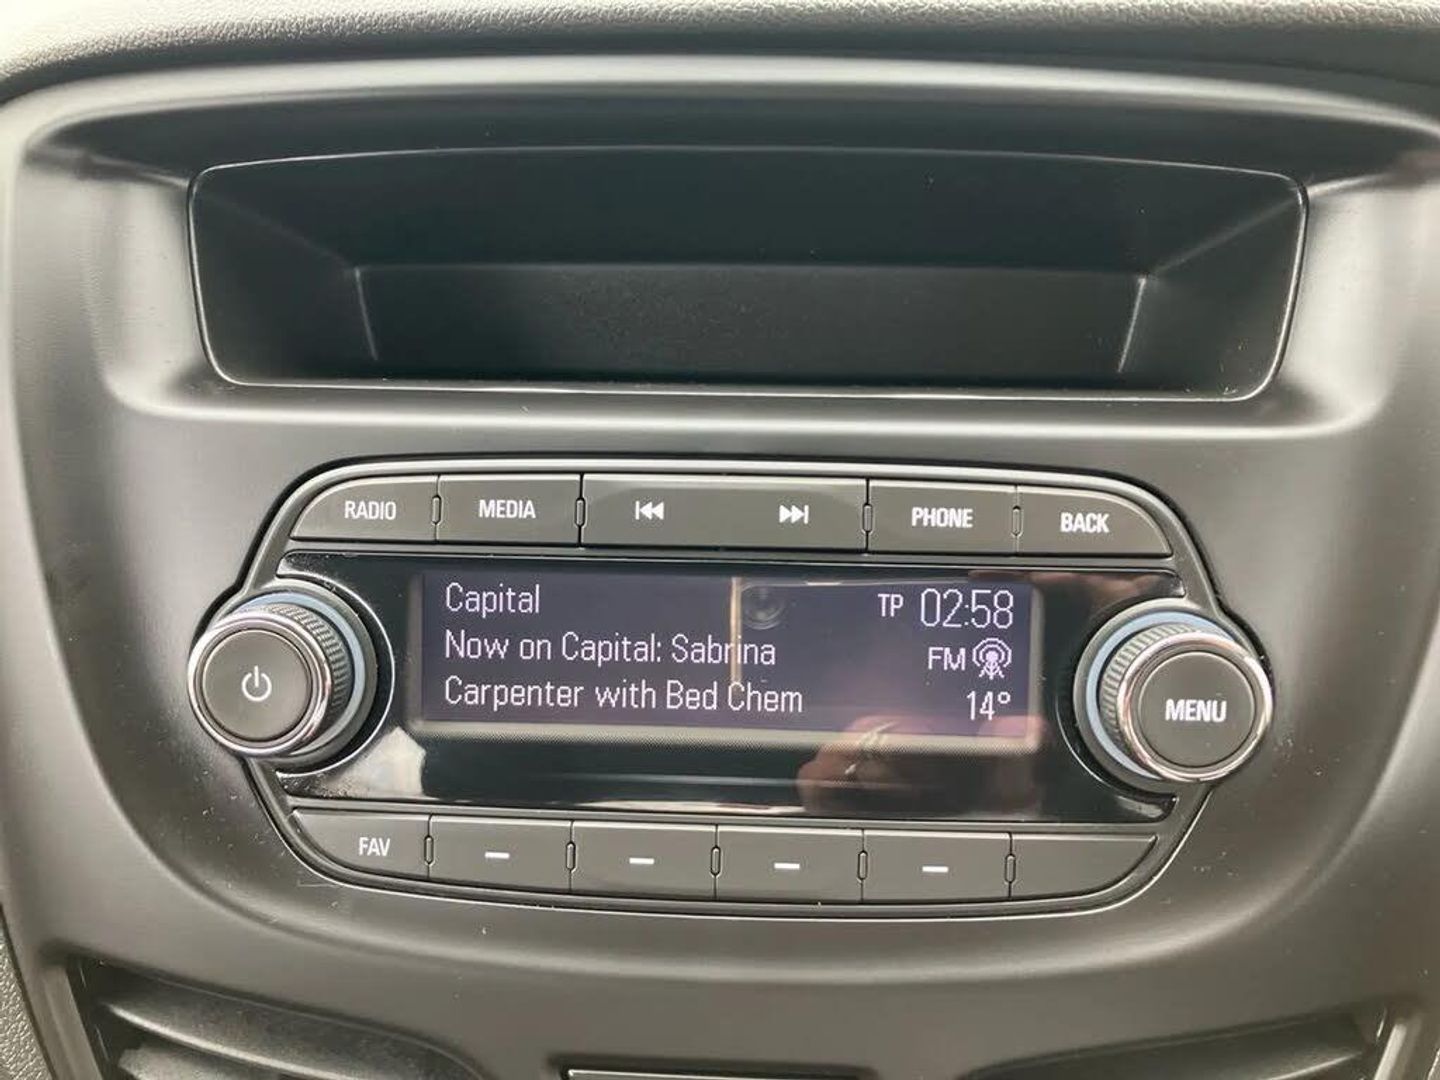 RADIO MEDIA PHONE BACK
Capital TP 02:58
Now on Capital: Sabrina FM
Carpenter with Bed Chem 14°
MENU
FAV